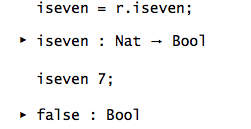 iseven = r.iseven;
▸ iseven : Nat → Bool
iseven 7;
▸ false : Bool